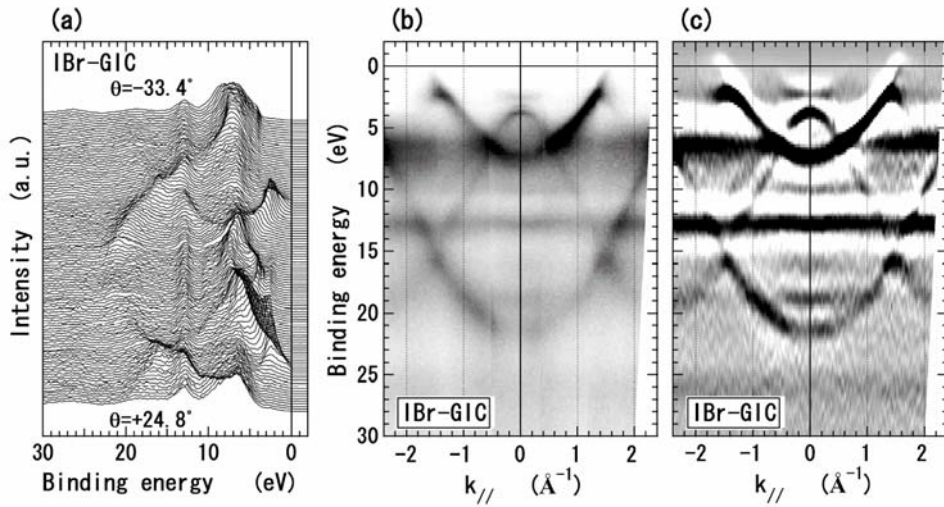 (a)
IBr-GIC
θ=-33.4°
θ=+24.8°
Intensity (a.u.)
30 20 10 0
Binding energy (eV)
(b)
0
5
10
15
20
25
30
Binding energy (eV)
IBr-GIC
-2 -1 0 1 2
k// (Å⁻¹)
(c)
IBr-GIC
-2 -1 0 1 2
k// (Å⁻¹)